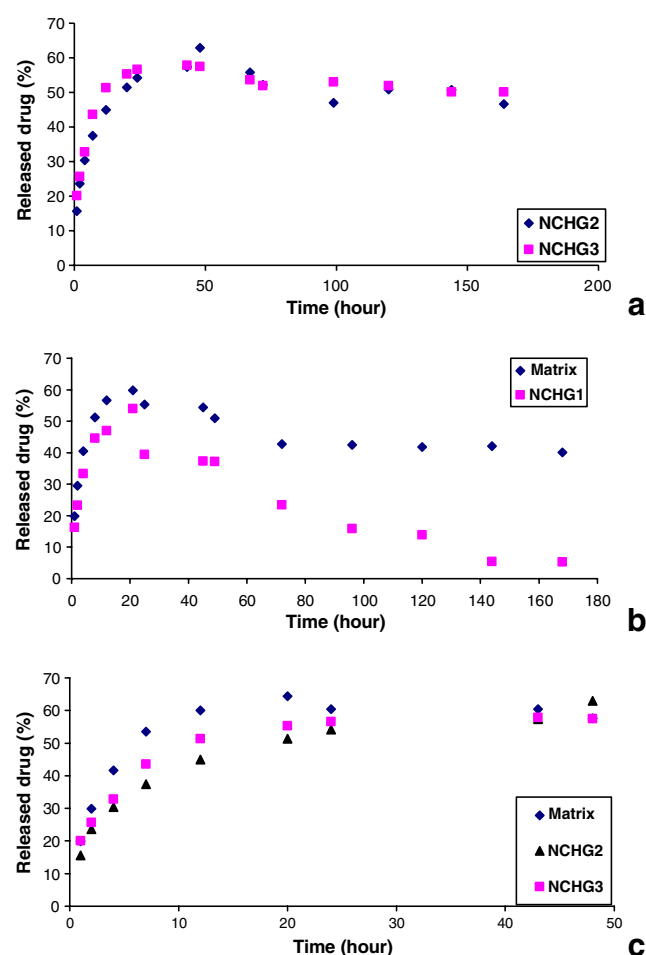 Released drug (%)
70
60
50
40
30
20
10
0
NCHG2
NCHG3
0 50 100 150 200
Time (hour)
a
Released drug (%)
70
60
50
40
30
20
10
0
Matrix
NCHG1
0 20 40 60 80 100 120 140 160 180
Time (hour)
b
Released drug (%)
70
60
50
40
30
20
10
0
Matrix
NCHG2
NCHG3
0 10 20 30 40 50
Time (hour)
c